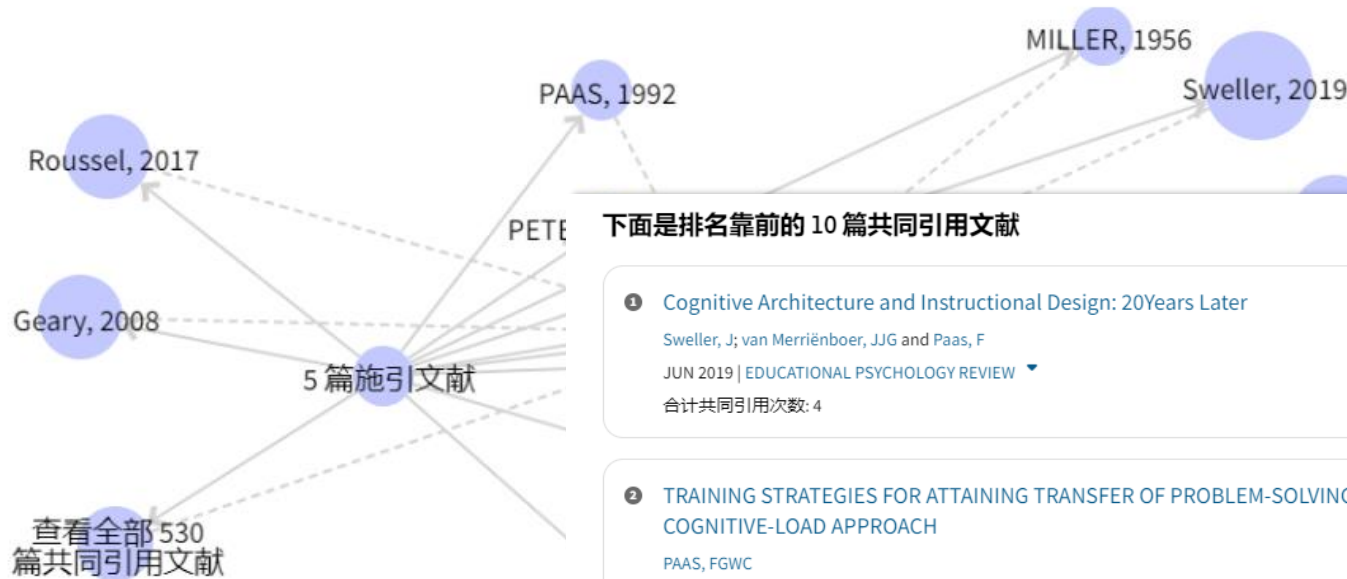 MILLER, 1956
Sweller, 2019
PAAS, 1992
Roussel, 2017
PETE
Geary, 2008
5 篇施引文献
查看全部 530
篇共同引用文献
下面是排名靠前的 10 篇共同引用文献
1 Cognitive Architecture and Instructional Design: 20Years Later
Sweller, J; van Merriënboer, JJG and Paas, F
JUN 2019 | EDUCATIONAL PSYCHOLOGY REVIEW
合计共同引用次数: 4
2 TRAINING STRATEGIES FOR ATTAINING TRANSFER OF PROBLEM-SOLVING
COGNITIVE-LOAD APPROACH
PAAS, FGWC